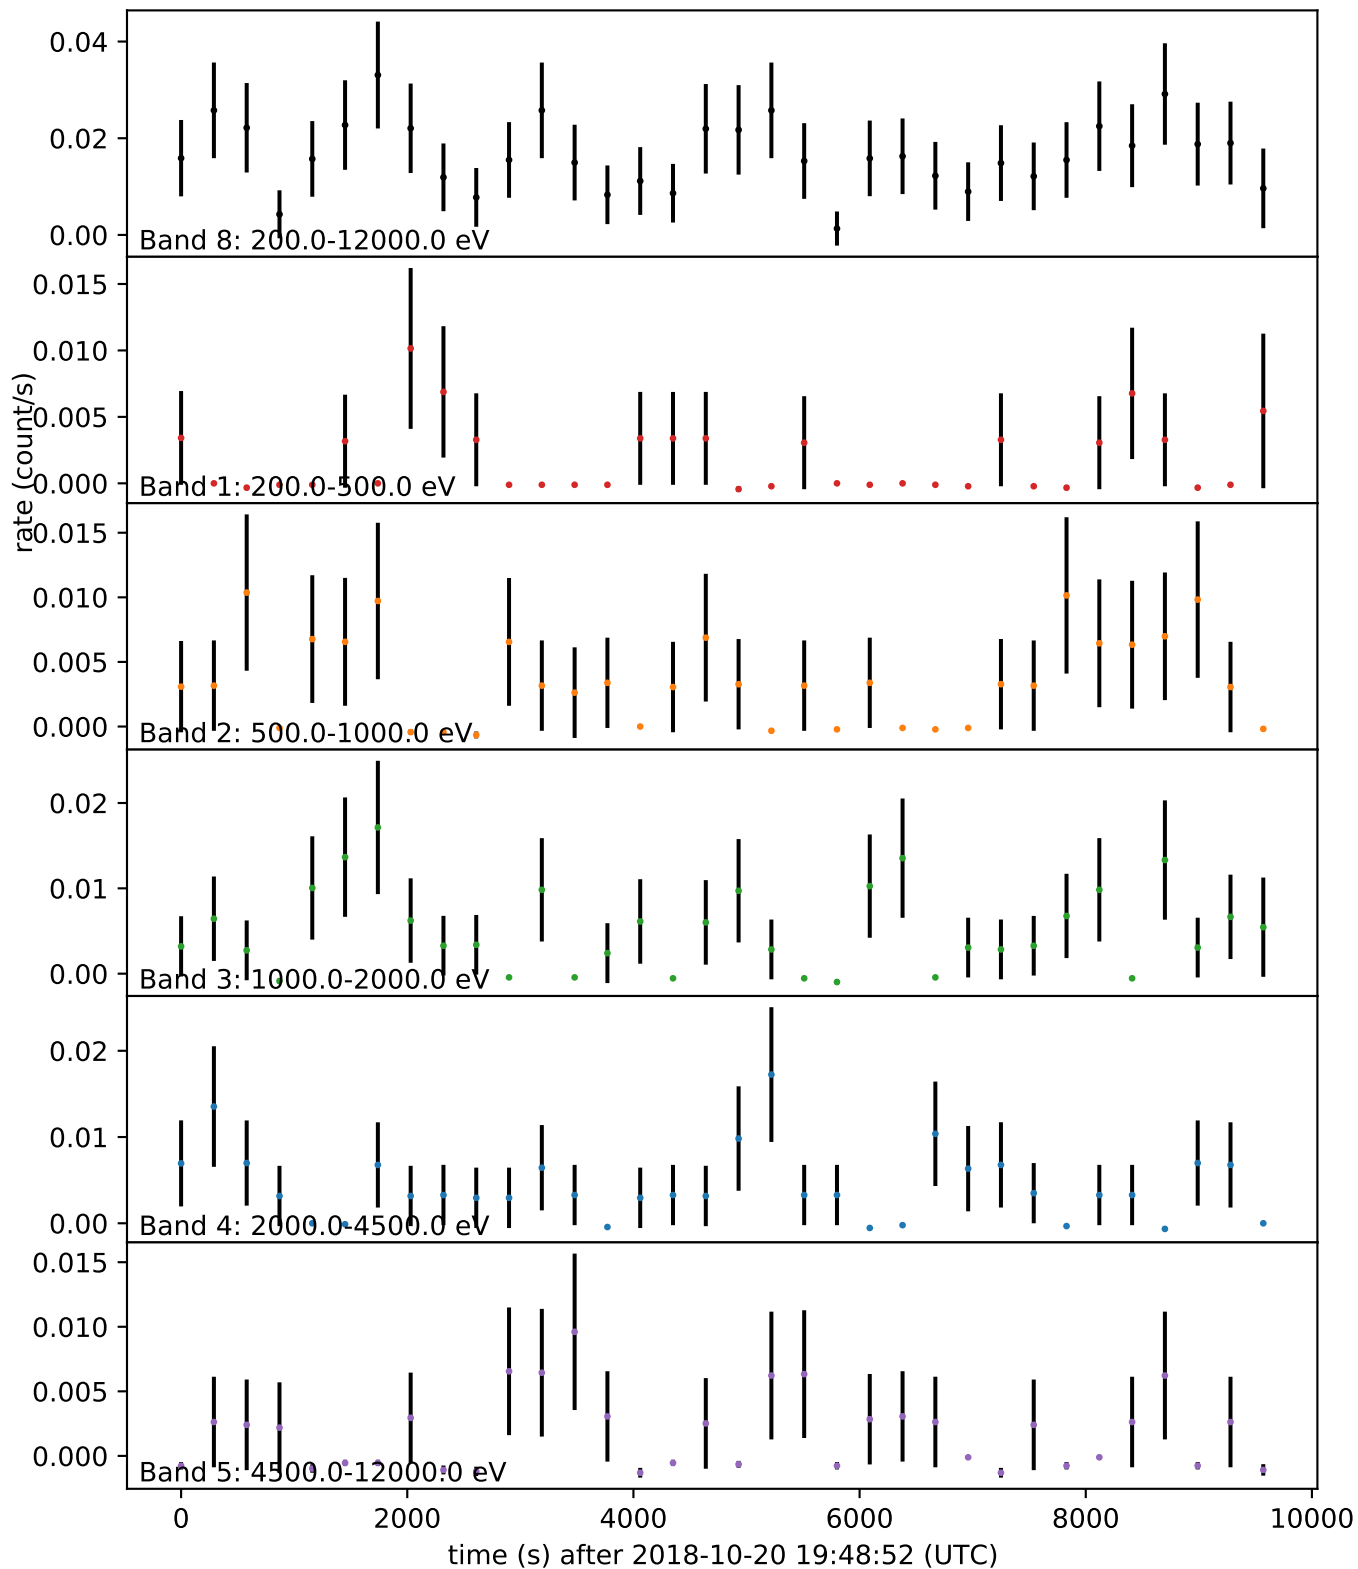 0.04
0.02
0.00
Band 8: 200.0-12000.0 eV
0.015
0.010
0.005
0.000
Band 1: 200.0-500.0 eV
rate (count/s)
0.015
0.010
0.005
0.000
Band 2: 500.0-1000.0 eV
0.02
0.01
0.00
Band 3: 1000.0-2000.0 eV
0.02
0.01
0.00
Band 4: 2000.0-4500.0 eV
0.015
0.010
0.005
0.000
Band 5: 4500.0-12000.0 eV
0 2000 4000 6000 8000 10000
time (s) after 2018-10-20 19:48:52 (UTC)